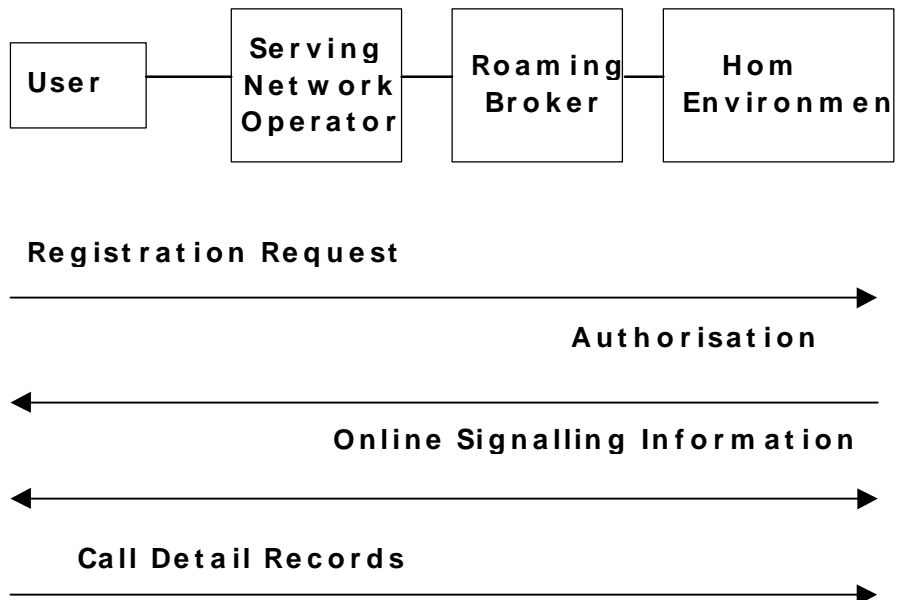 User
Serving
Network
Operator
Roaming
Broker
Hom
Environmen
Registration Request
Authorisation
Online Signalling Information
Call Detail Records